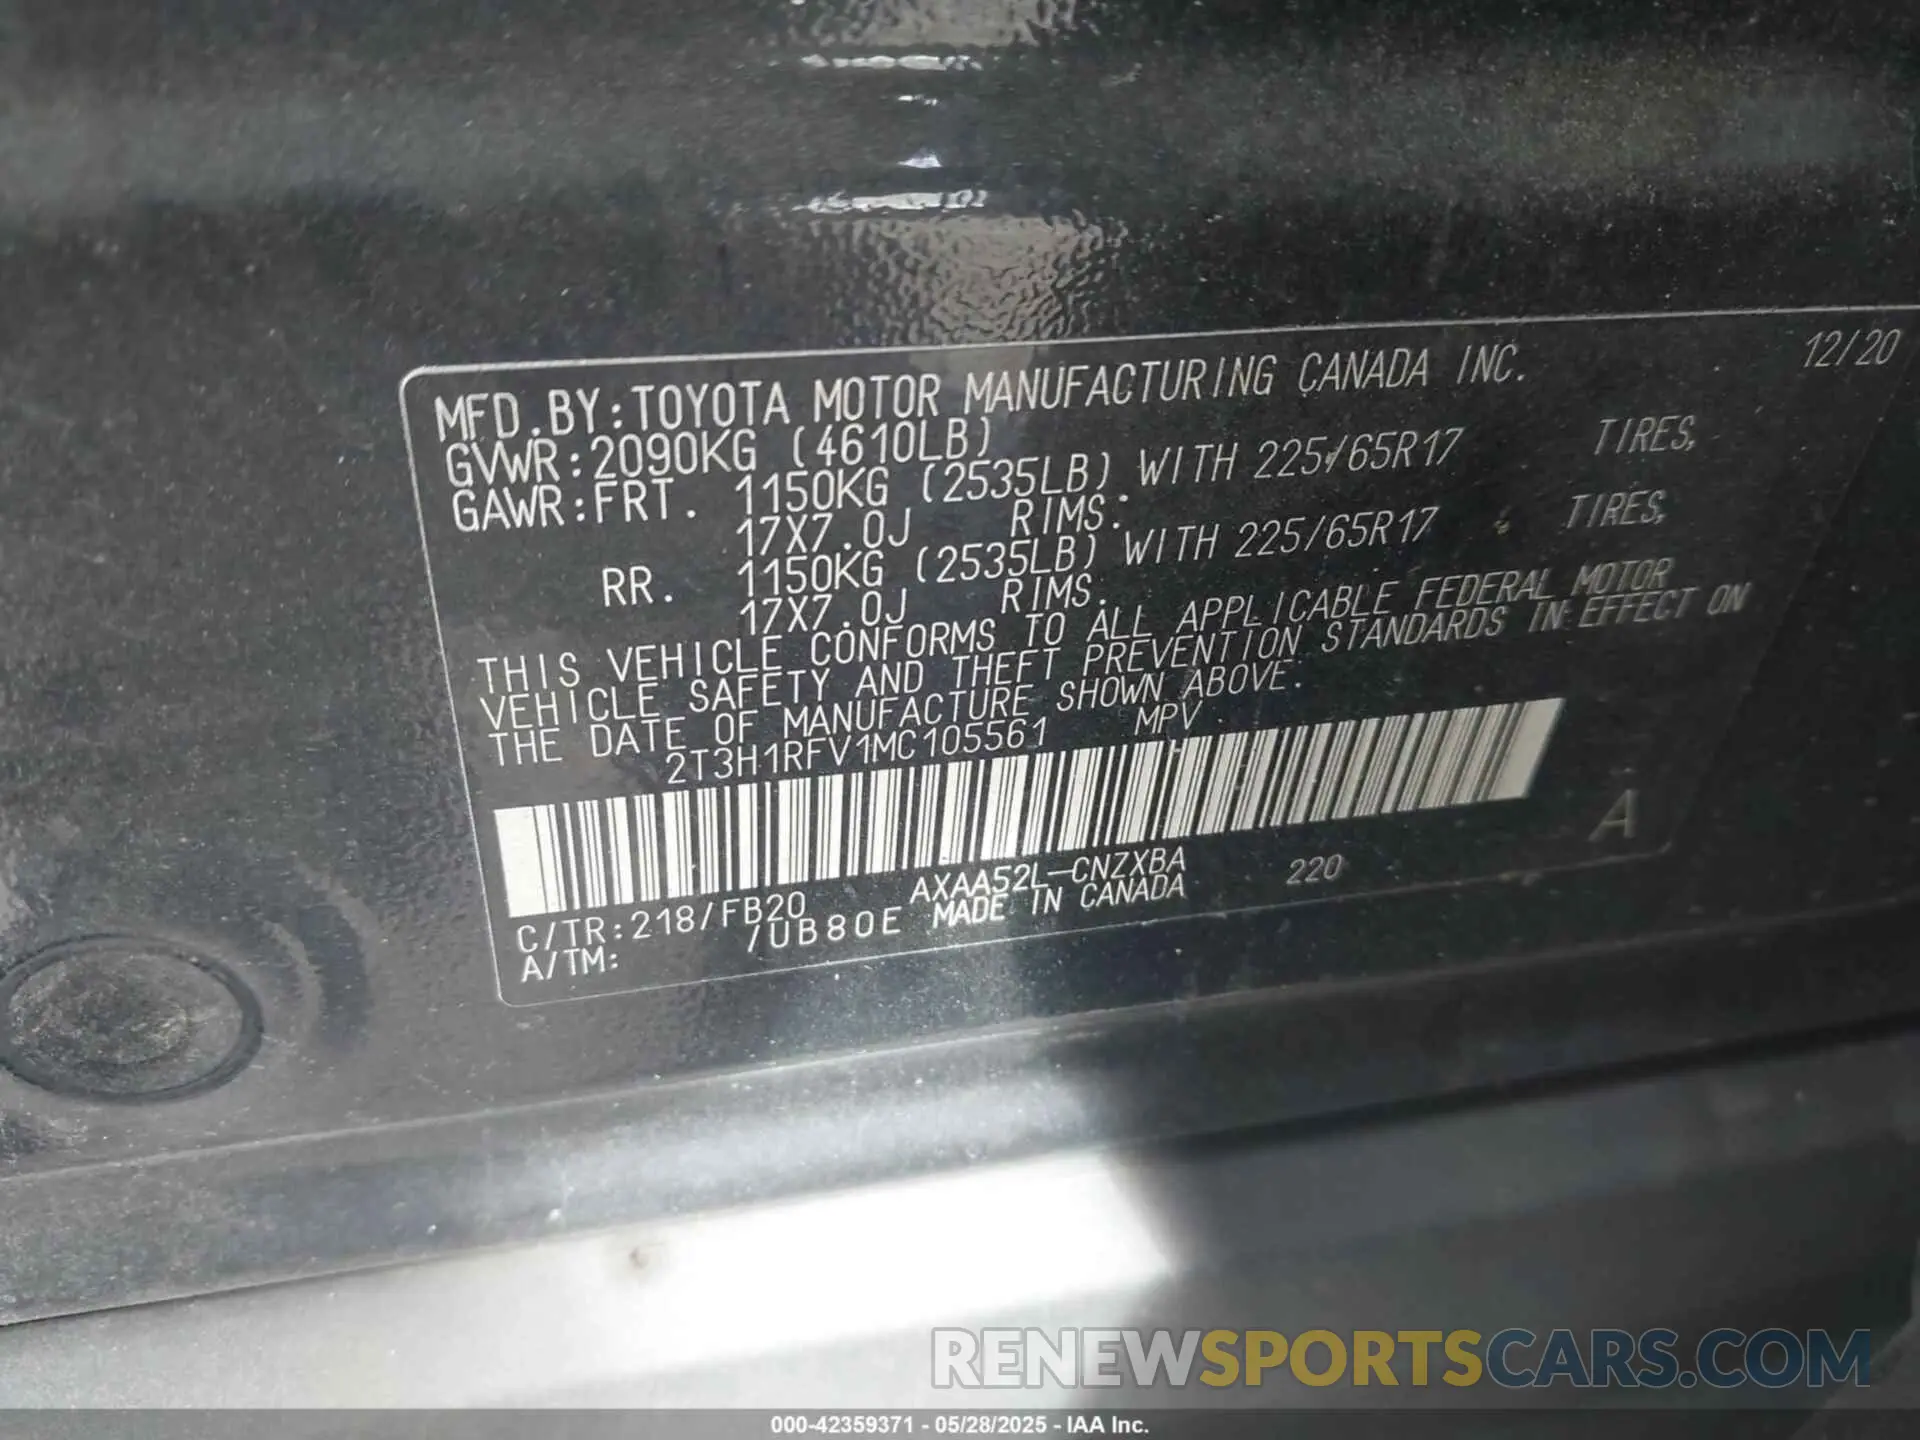 12/20
MFD.BY:TOYOTA MOTOR MANUFACTURING CANADA INC.
GVWR:2090KG (4610LB)
GAWR:FRT. 1150KG (2535LB) WITH 225/65R17 TIRES,
17X7.0J RIMS.
RR. 1150KG (2535LB) WITH 225/65R17 TIRES,
17X7.0J RIMS.
THIS VEHICLE CONFORMS TO ALL APPLICABLE FEDERAL MOTOR
VEHICLE SAFETY AND THEFT PREVENTION STANDARDS IN EFFECT ON
THE DATE OF MANUFACTURE SHOWN ABOVE.
2T3H1RFV1MC105561 MPV
A
C/TR:218/FB20 AXAA52L-CNZXBA 220
A/TM: /UB80E MADE IN CANADA
RENEWSPORTSCARS.COM
000-42359371 - 05/28/2025 - IAA Inc.